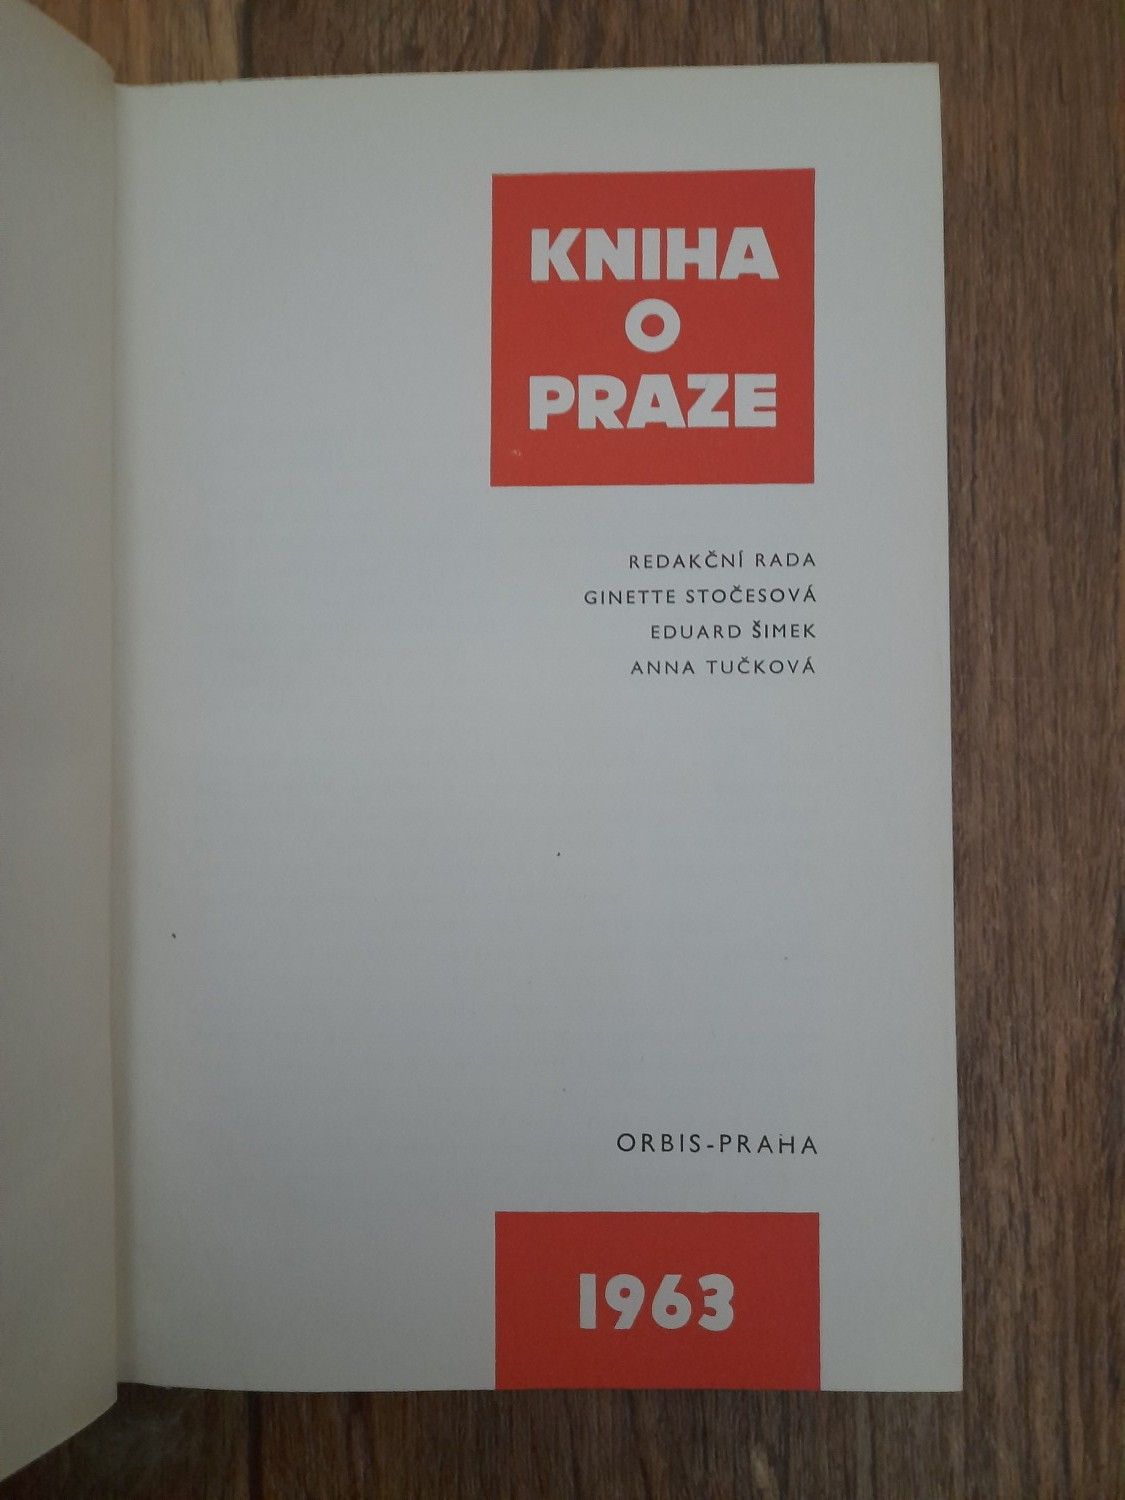 KNIHA
O
PRAZE
REDAKČNÍ RADA
GINETTE STOČESOVÁ
EDUARD ŠIMEK
ANNA TUČKOVÁ
ORBIS-PRAHA
1963